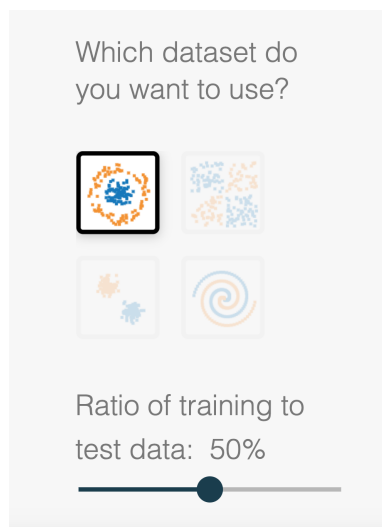 Which dataset do
you want to use?
Ratio of training to
test data: 50%